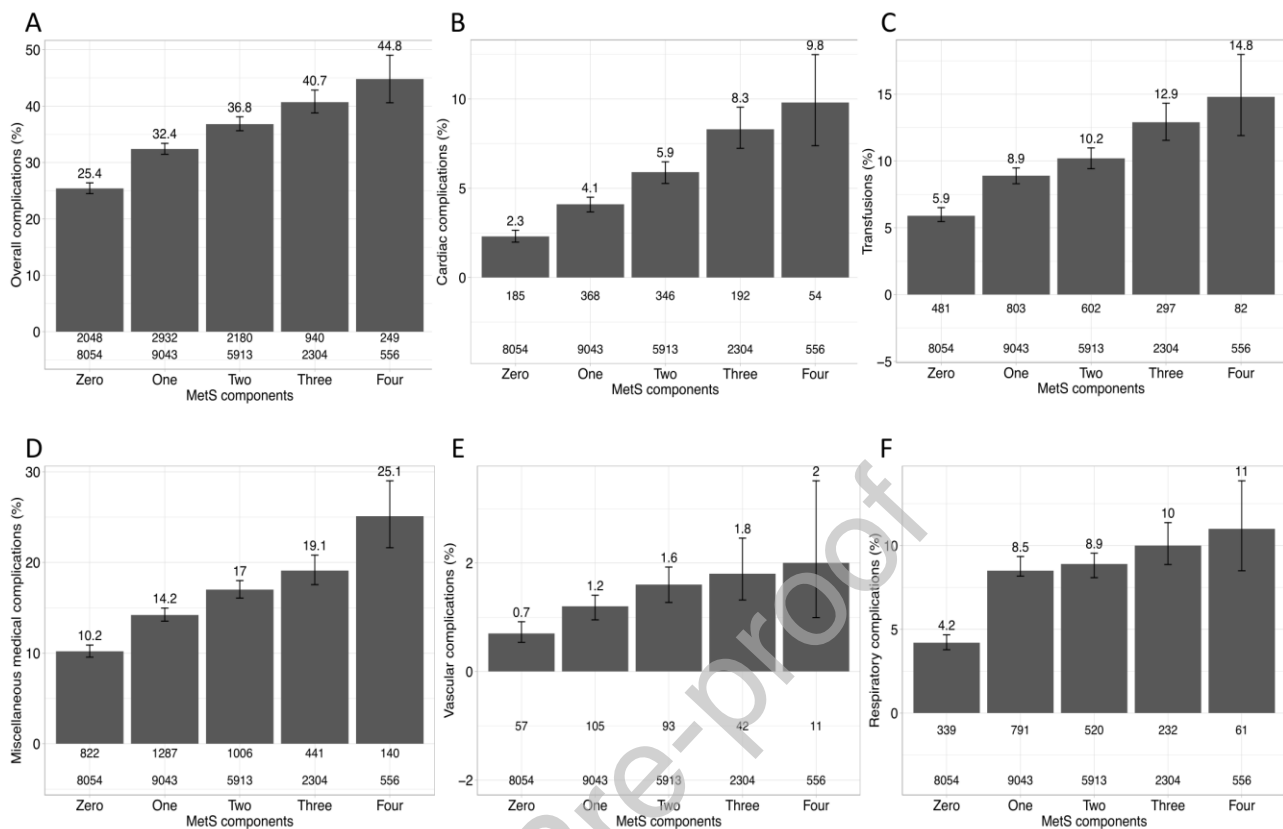 A
Overall complications (%)
50
40
30
20
10
0
25.4
32.4
36.8
40.7
44.8
2048 2932 2180 940 249
8054 9043 5913 2304 556
Zero One Two Three Four
MetS components
B
Cardiac complications (%)
10
5
0
2.3
4.1
5.9
8.3
9.8
185 368 346 192 54
8054 9043 5913 2304 556
Zero One Two Three Four
MetS components
C
Transfusions (%)
15
10
5
0
−5
5.9
8.9
10.2
12.9
14.8
481 803 602 297 82
8054 9043 5913 2304 556
Zero One Two Three Four
MetS components
D
Miscellaneous medical complications (%)
30
20
10
0
10.2
14.2
17
19.1
25.1
822 1287 1006 441 140
8054 9043 5913 2304 556
Zero One Two Three Four
MetS components
E
Vascular complications (%)
2
0
−2
0.7
1.2
1.6
1.8
2
57 105 93 42 11
8054 9043 5913 2304 556
Zero One Two Three Four
MetS components
F
Respiratory complications (%)
10
5
0
4.2
8.5
8.9
10
11
339 791 520 232 61
8054 9043 5913 2304 556
Zero One Two Three Four
MetS components
re-proof